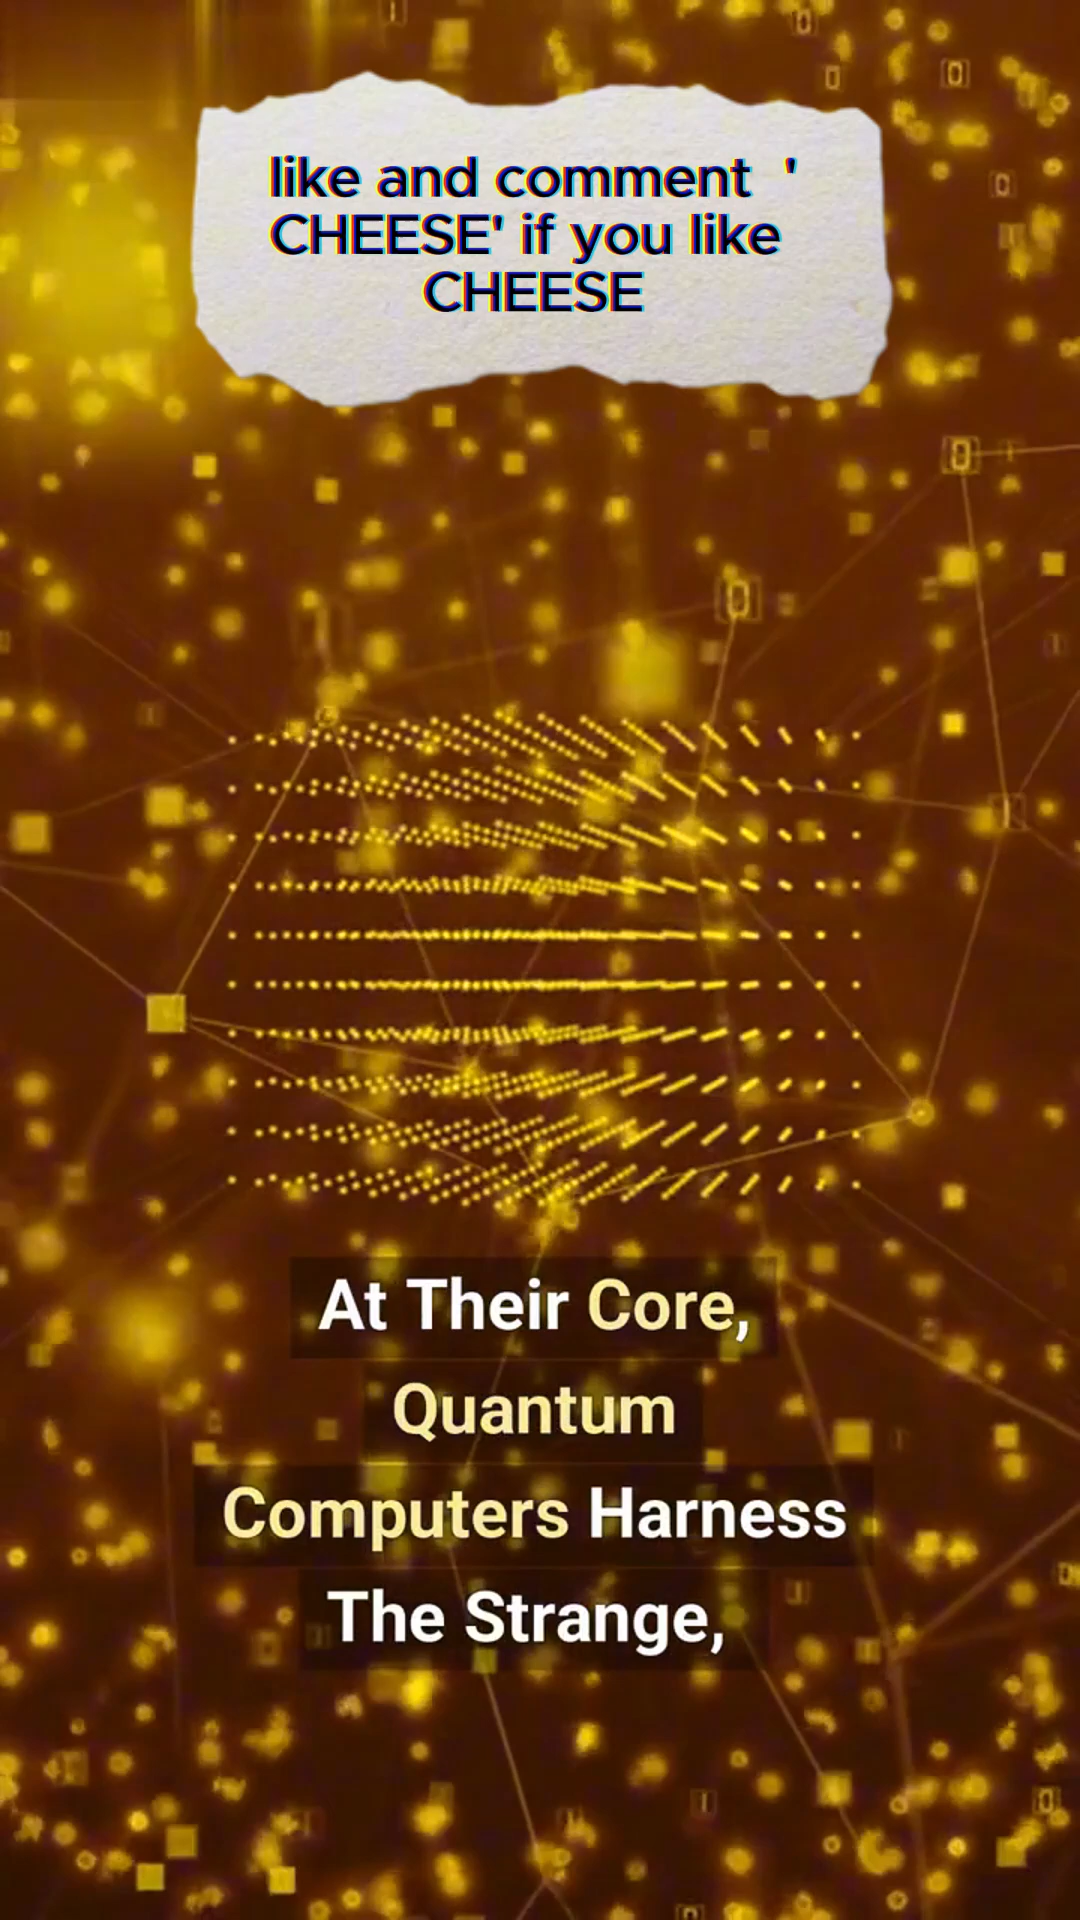 like and comment '
CHEESE' if you like
CHEESE
At Their Core,
Quantum
Computers Harness
The Strange,